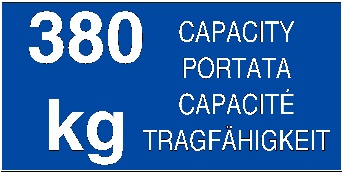 380
kg
CAPACITY
PORTATA
CAPACITÉ
TRAGFÄHIGKEIT